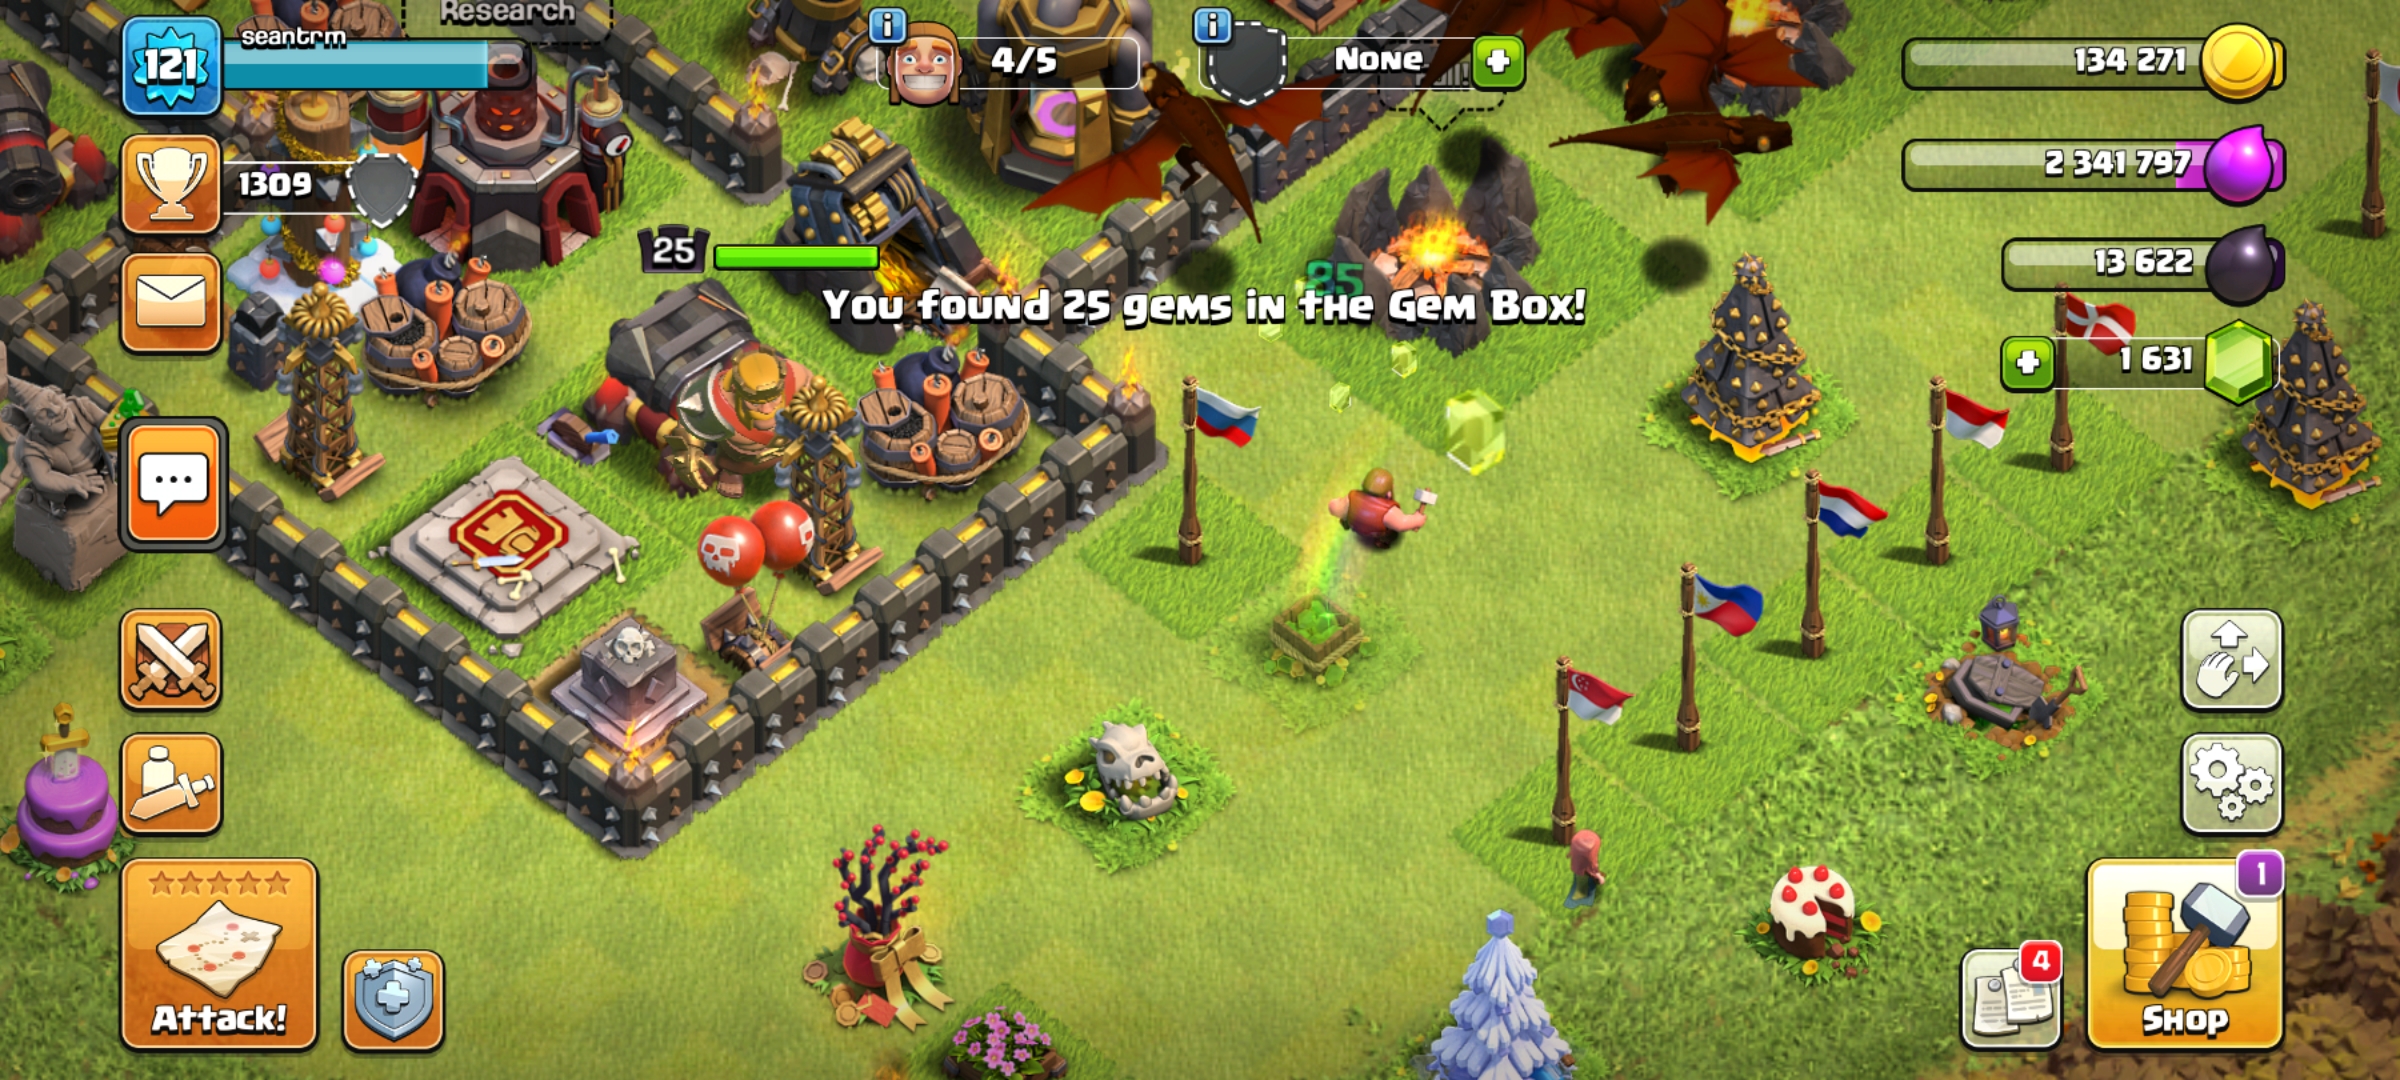 Research
seantrm
121
4/5
None
134 271
1309
2 341 797
25
13 622
25
You found 25 gems in the Gem Box!
1 631
1
4
Attack!
Shop